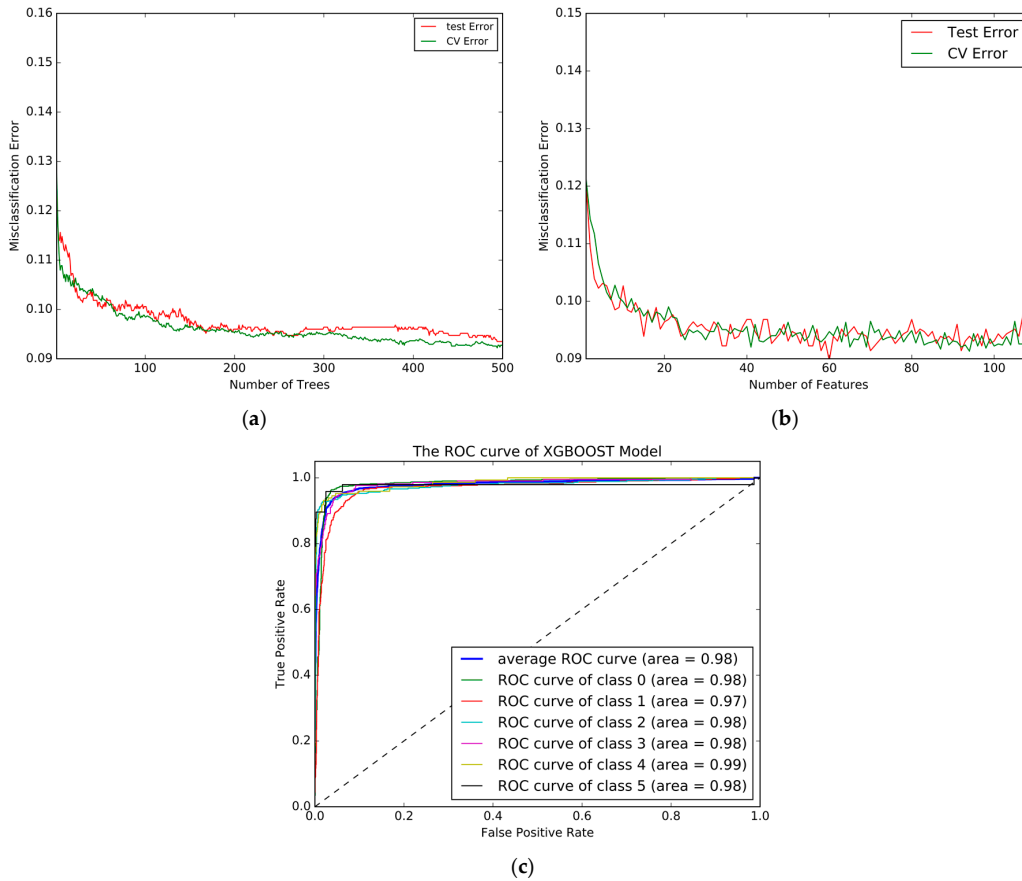 0.16
0.15
0.14
0.13
0.12
0.11
0.10
0.09
100
200
300
400
500
Misclassification Error
Number of Trees
test Error
CV Error
(a)
0.15
0.14
0.13
0.12
0.11
0.10
0.09
20
40
60
80
100
Misclassification Error
Number of Features
Test Error
CV Error
(b)
The ROC curve of XGBOOST Model
1.0
0.8
0.6
0.4
0.2
0.0
0.0
0.2
0.4
0.6
0.8
1.0
True Positive Rate
False Positive Rate
average ROC curve (area = 0.98)
ROC curve of class 0 (area = 0.98)
ROC curve of class 1 (area = 0.97)
ROC curve of class 2 (area = 0.98)
ROC curve of class 3 (area = 0.98)
ROC curve of class 4 (area = 0.99)
ROC curve of class 5 (area = 0.98)
(c)